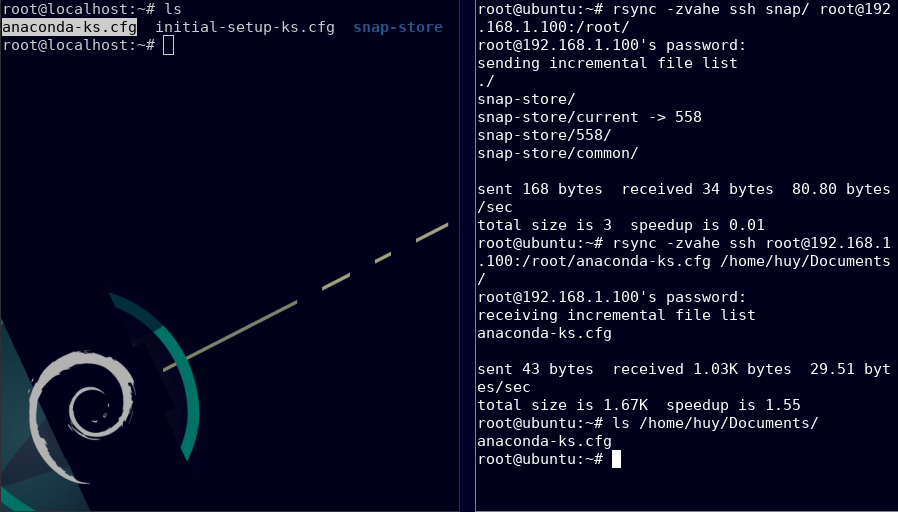 root@localhost:~# ls
anaconda-ks.cfg  initial-setup-ks.cfg  snap-store
root@localhost:~#
root@ubuntu:~# rsync -zvahe ssh snap/ root@192
.168.1.100:/root/
root@192.168.1.100's password:
sending incremental file list
./
snap-store/
snap-store/current -> 558
snap-store/558/
snap-store/common/

sent 168 bytes  received 34 bytes  80.80 bytes
/sec
total size is 3  speedup is 0.01
root@ubuntu:~# rsync -zvahe ssh root@192.168.1
.100:/root/anaconda-ks.cfg /home/huy/Documents
/
root@192.168.1.100's password:
receiving incremental file list
anaconda-ks.cfg

sent 43 bytes  received 1.03K bytes  29.51 byt
es/sec
total size is 1.67K  speedup is 1.55
root@ubuntu:~# ls /home/huy/Documents/
anaconda-ks.cfg
root@ubuntu:~#